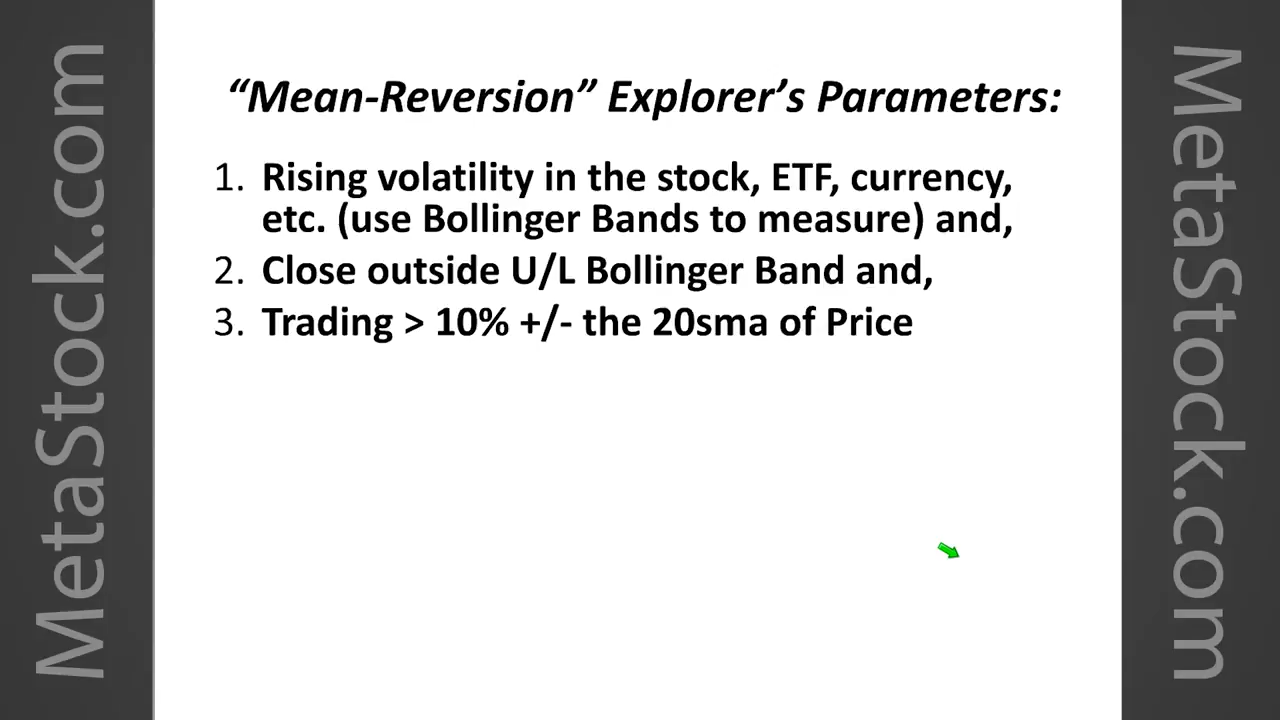 MetaStock.com
“Mean-Reversion” Explorer’s Parameters:
1. Rising volatility in the stock, ETF, currency,
etc. (use Bollinger Bands to measure) and,
2. Close outside U/L Bollinger Band and,
3. Trading > 10% +/- the 20sma of Price
MetaStock.com